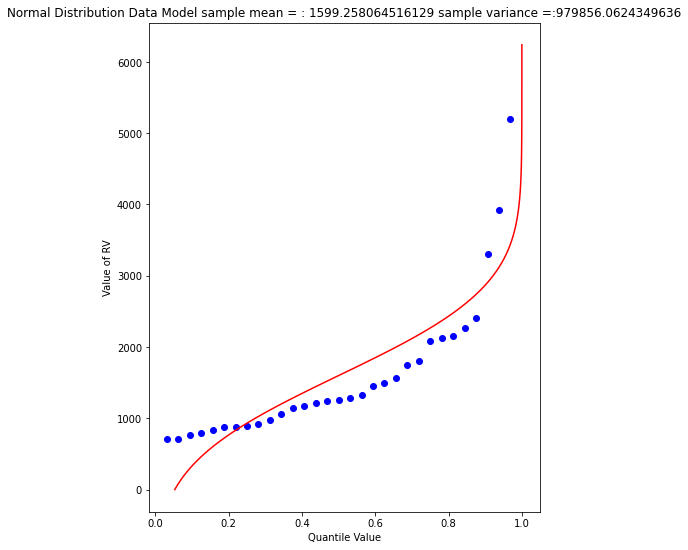 Normal Distribution Data Model sample mean = : 1599.258064516129 sample variance =:979856.0624349636
6000
5000
4000
3000
2000
1000
0
Value of RV
0.0 0.2 0.4 0.6 0.8 1.0
Quantile Value